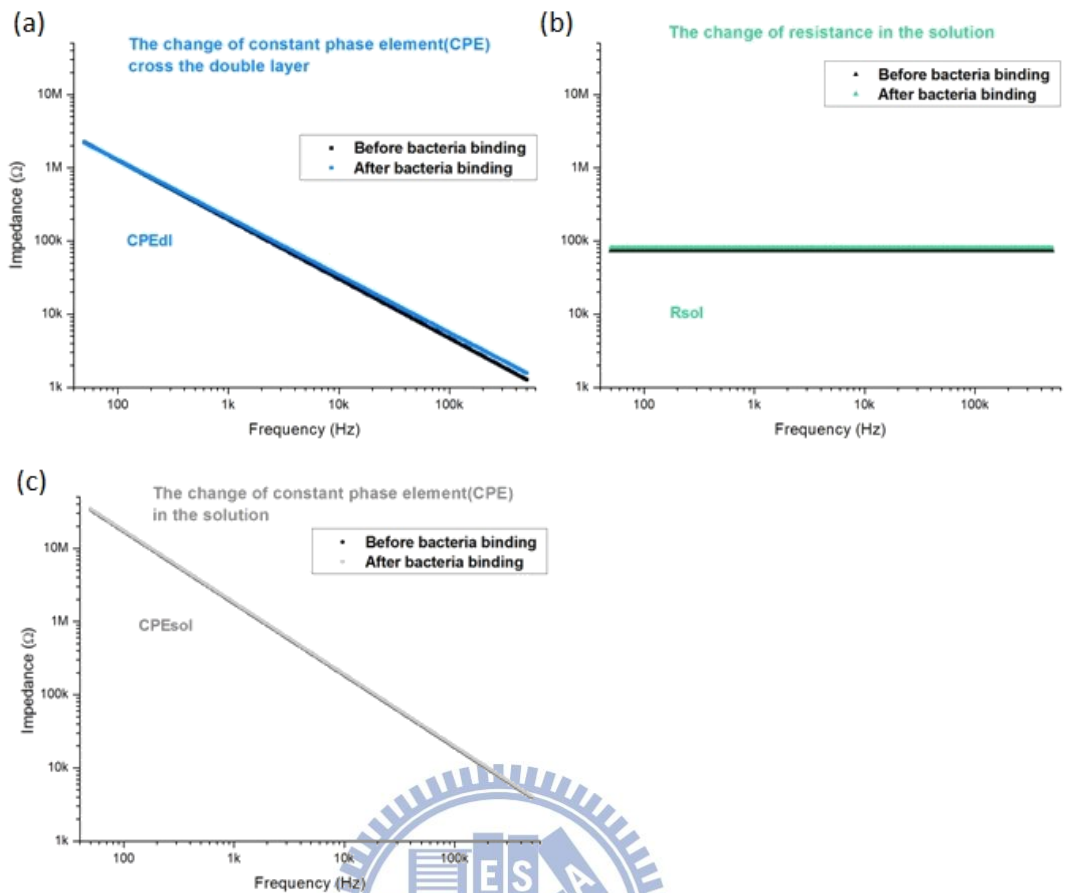 (a)
The change of constant phase element(CPE)
cross the double layer
Before bacteria binding
After bacteria binding
CPEdl
10M
1M
100k
10k
1k
Impedance (Ω)
100
1k
10k
100k
Frequency (Hz)
(b)
The change of resistance in the solution
Before bacteria binding
After bacteria binding
Rsol
10M
1M
100k
10k
1k
100
1k
10k
100k
Frequency (Hz)
(c)
The change of constant phase element(CPE)
in the solution
Before bacteria binding
After bacteria binding
CPEsol
10M
1M
100k
10k
1k
Impedance (Ω)
100
1k
10k
100k
Frequency (Hz)
E S A